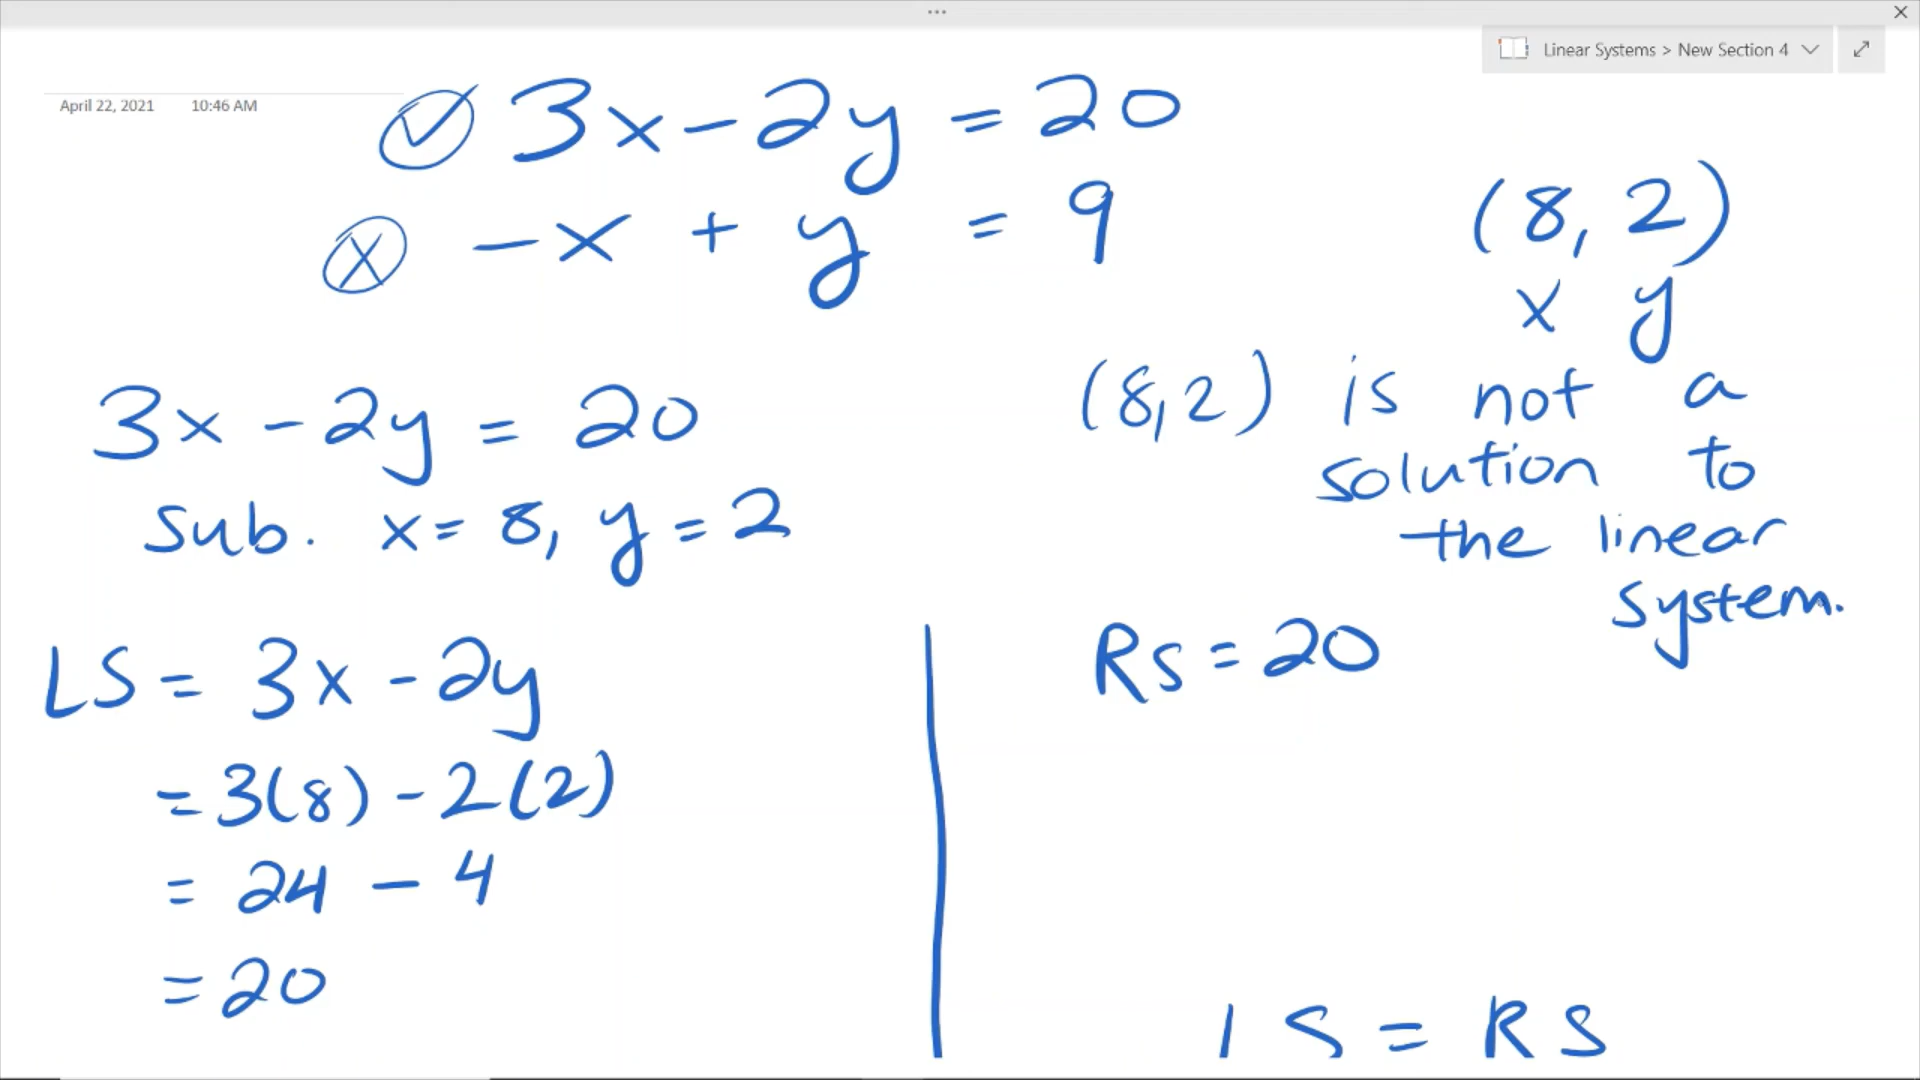 Linear Systems > New Section 4
April 22, 2021 10:46 AM
3x - 2y = 20
x -x + y = 9
(8, 2)
x y
(8,2) is not a
solution to
the linear
system.
3x - 2y = 20
sub. x = 8, y = 2
LS = 3x - 2y
= 3(8) - 2(2)
= 24 - 4
= 20
RS = 20
LS = RS